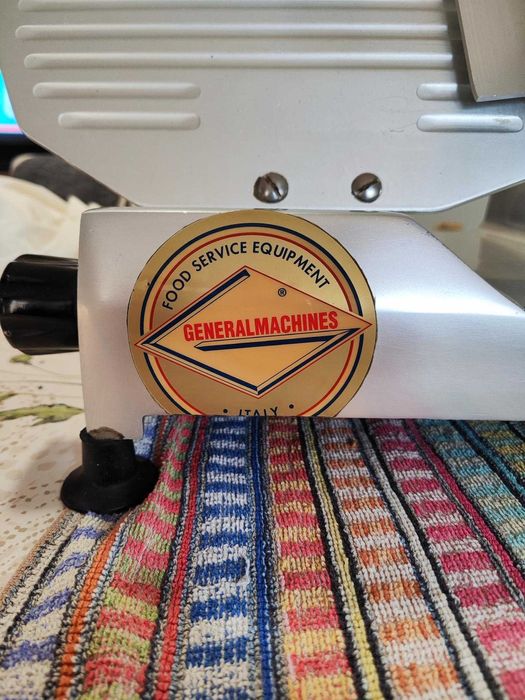 FOOD SERVICE EQUIPMENT
®
GENERALMACHINES
• ITALY •